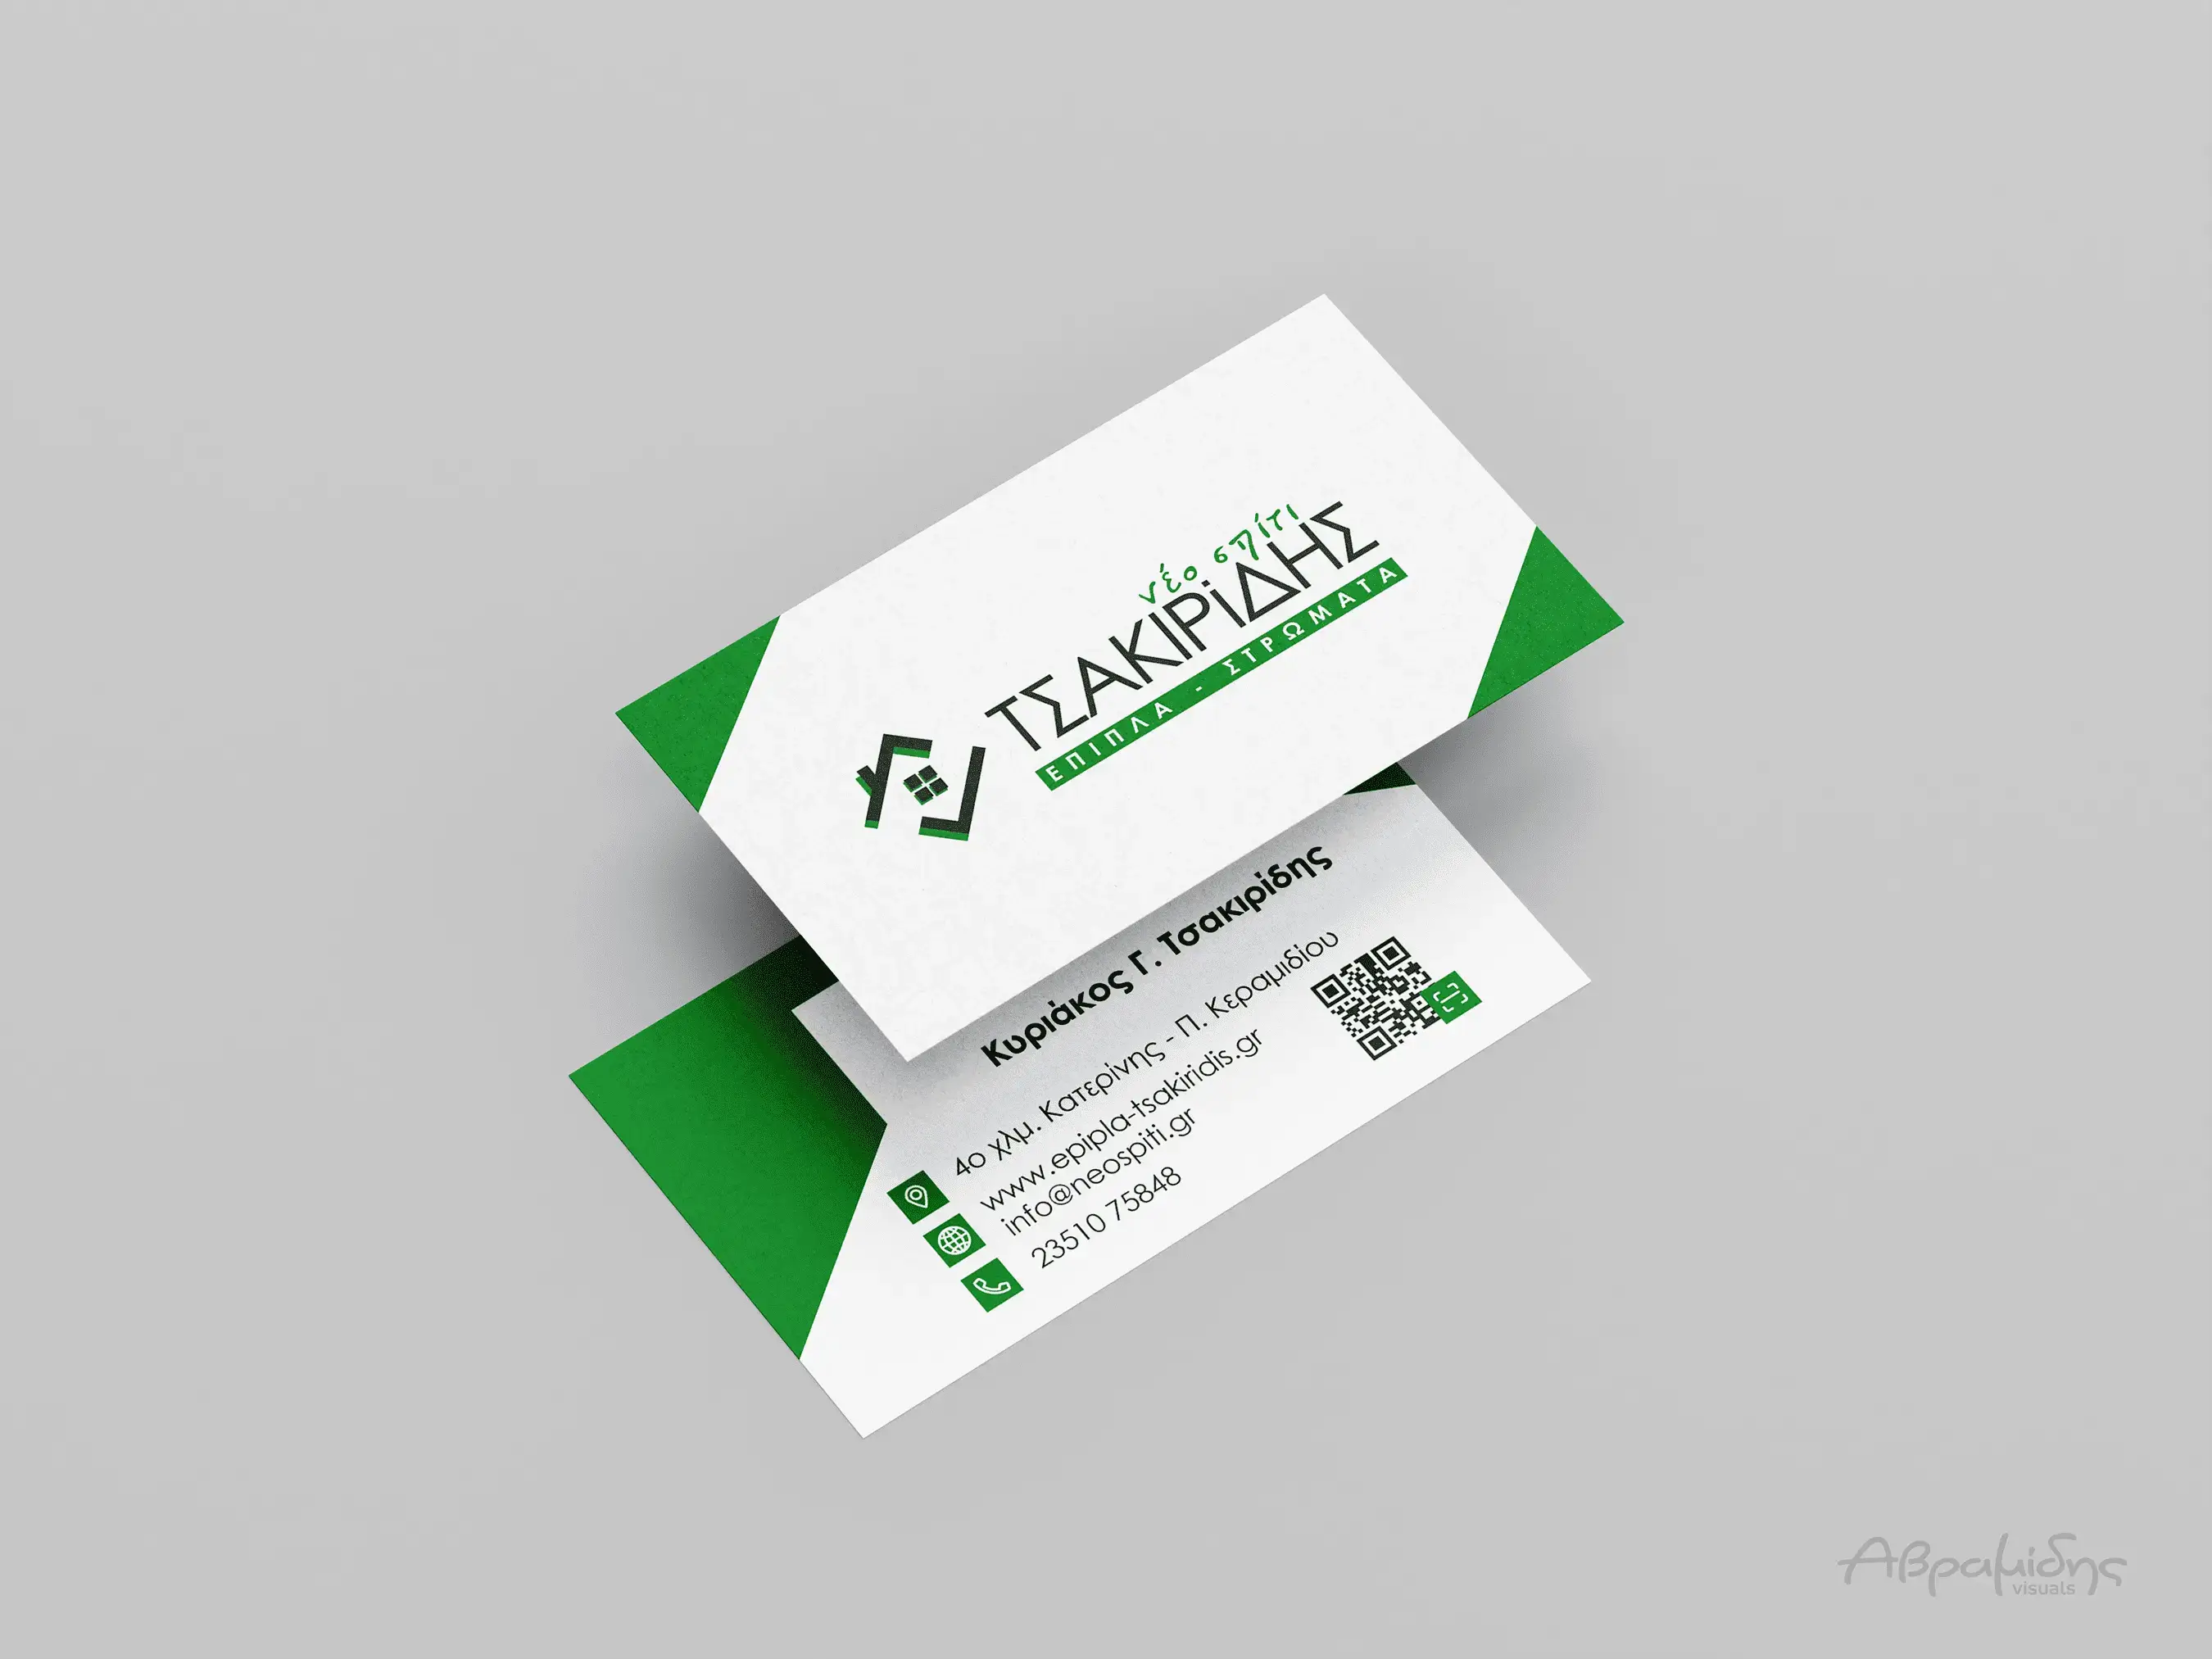 νέο σπίτι
ΤΣΑΚΙΡίΔΗΣ
ΕΠΙΠΛΑ - ΣΤΡΩΜΑΤΑ
Κυριάκος Γ. Τσακιρίδης
4ο χλμ. Κατερίνης - Π. Κεραμιδίου
www.epipla-tsakiridis.gr
info@neospiti.gr
23510 75848
Αβραμίδης
visuals